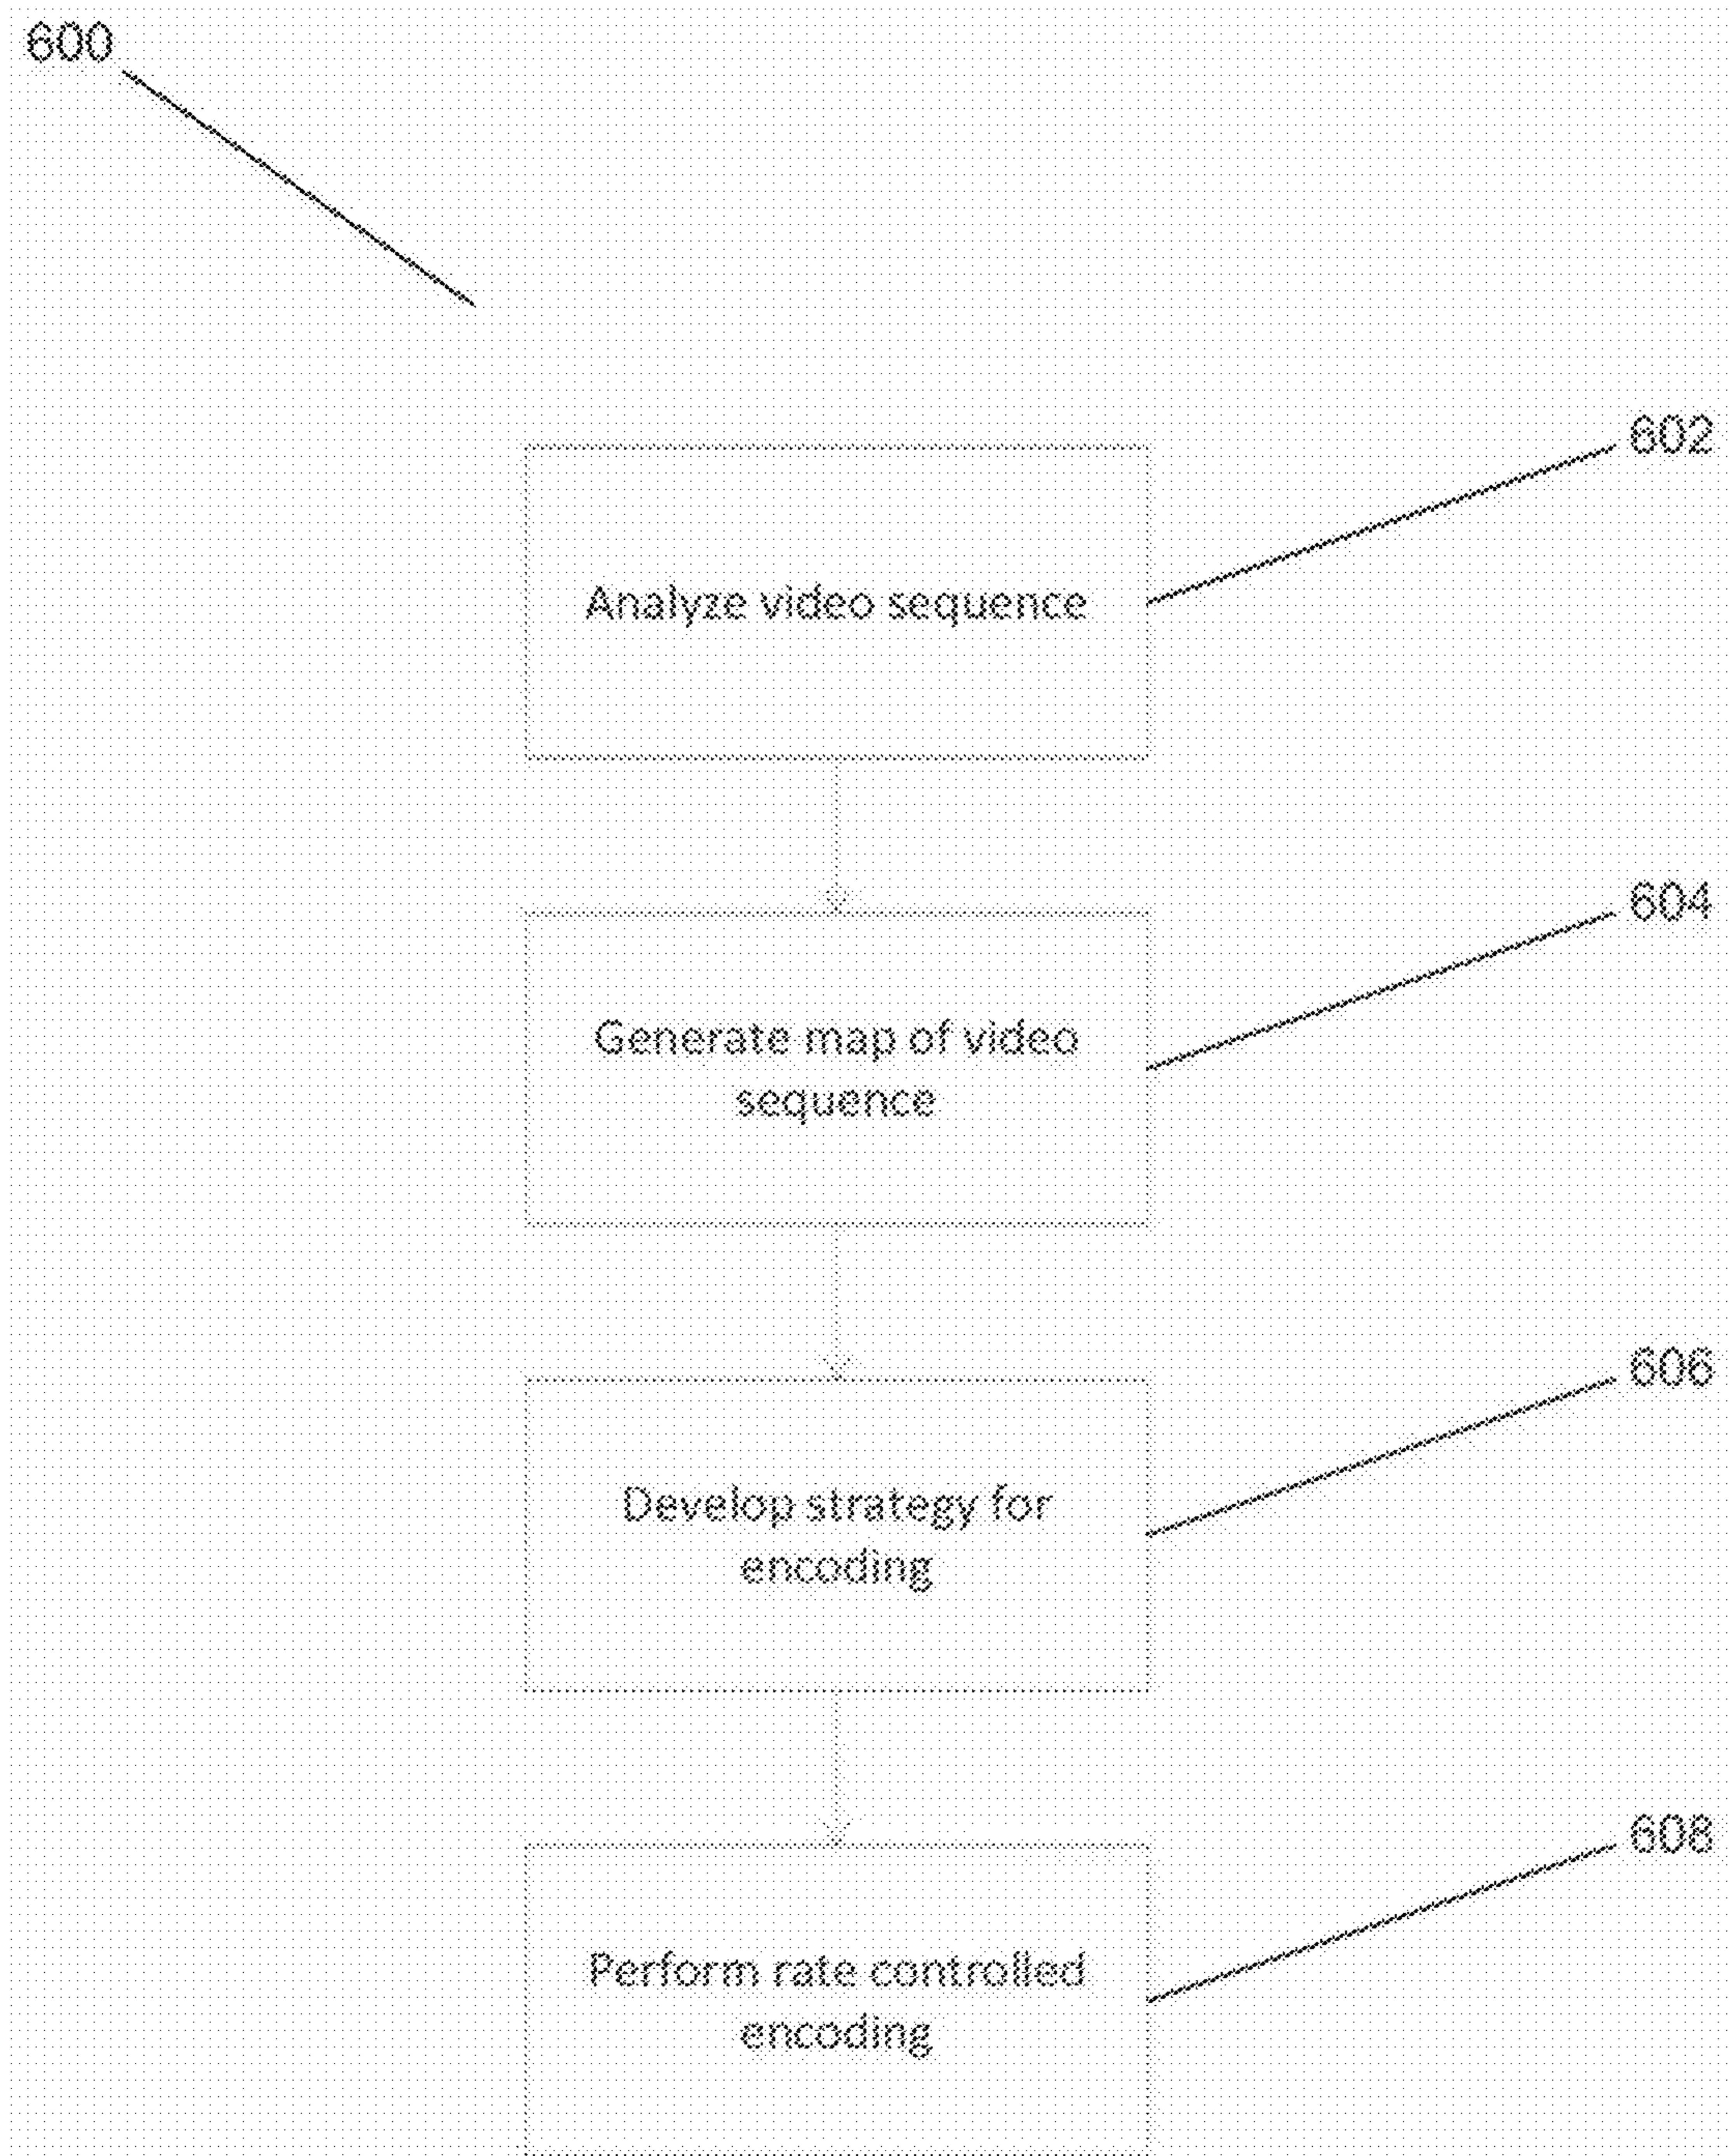 600
602
Analyze video sequence
604
Generate map of video
sequence
606
Develop strategy for
encoding
608
Perform rate controlled
encoding